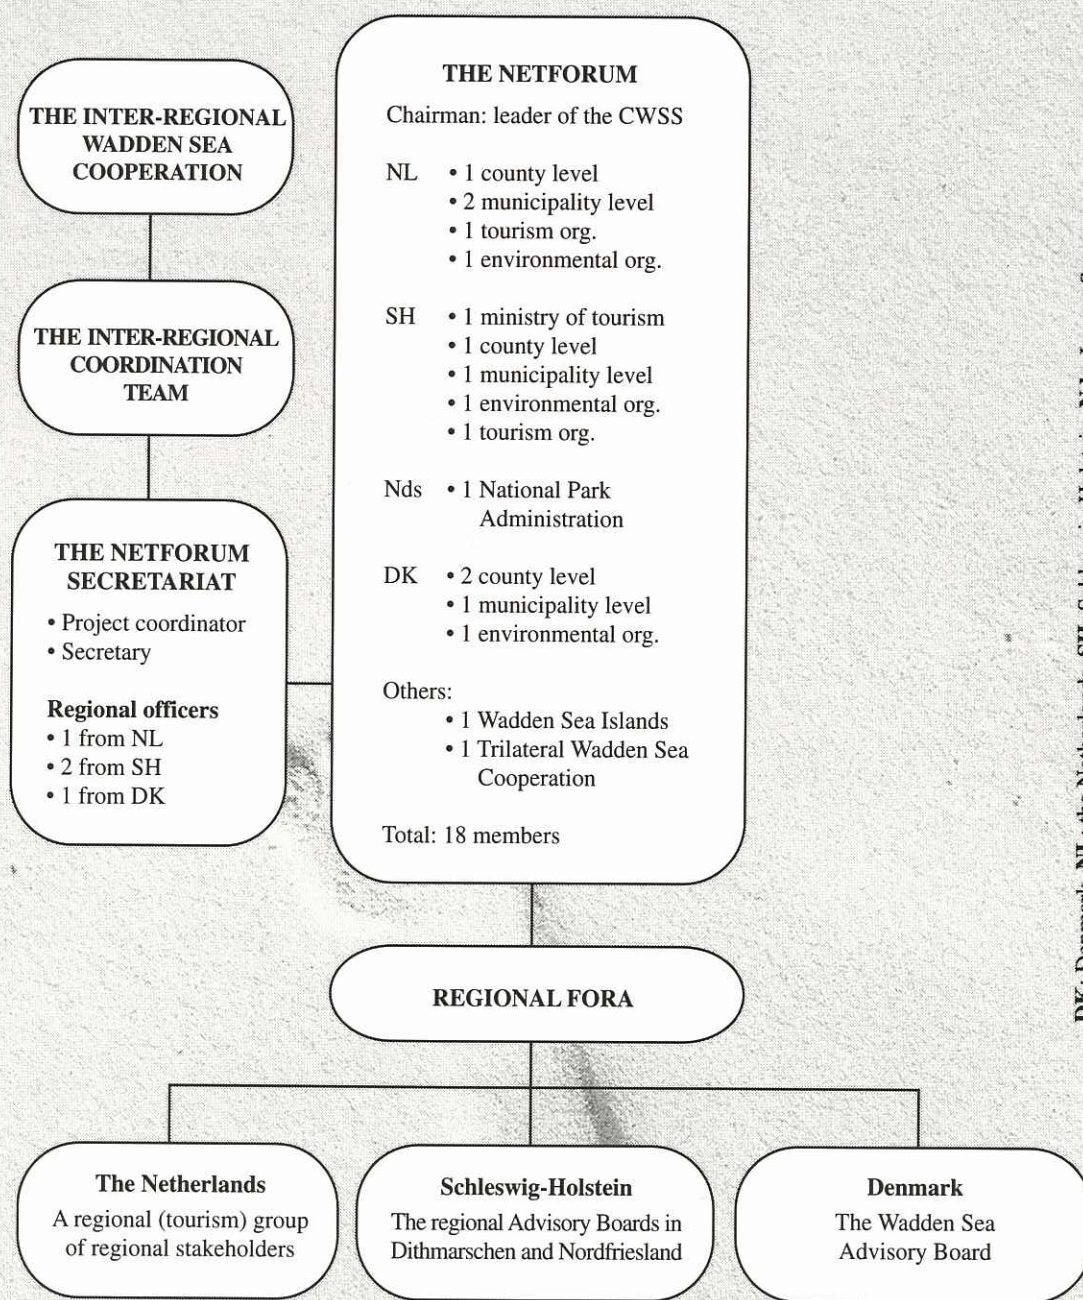 THE INTER-REGIONAL
WADDEN SEA
COOPERATION
THE INTER-REGIONAL
COORDINATION
TEAM
THE NETFORUM
SECRETARIAT
• Project coordinator
• Secretary
Regional officers
• 1 from NL
• 2 from SH
• 1 from DK
THE NETFORUM
Chairman: leader of the CWSS
NL • 1 county level
• 2 municipality level
• 1 tourism org.
• 1 environmental org.
SH • 1 ministry of tourism
• 1 county level
• 1 municipality level
• 1 environmental org.
• 1 tourism org.
Nds • 1 National Park
Administration
DK • 2 county level
• 1 municipality level
• 1 environmental org.
Others:
• 1 Wadden Sea Islands
• 1 Trilateral Wadden Sea
Cooperation
Total: 18 members
REGIONAL FORA
The Netherlands
A regional (tourism) group
of regional stakeholders
Schleswig-Holstein
The regional Advisory Boards in
Dithmarschen and Nordfriesland
Denmark
The Wadden Sea
Advisory Board